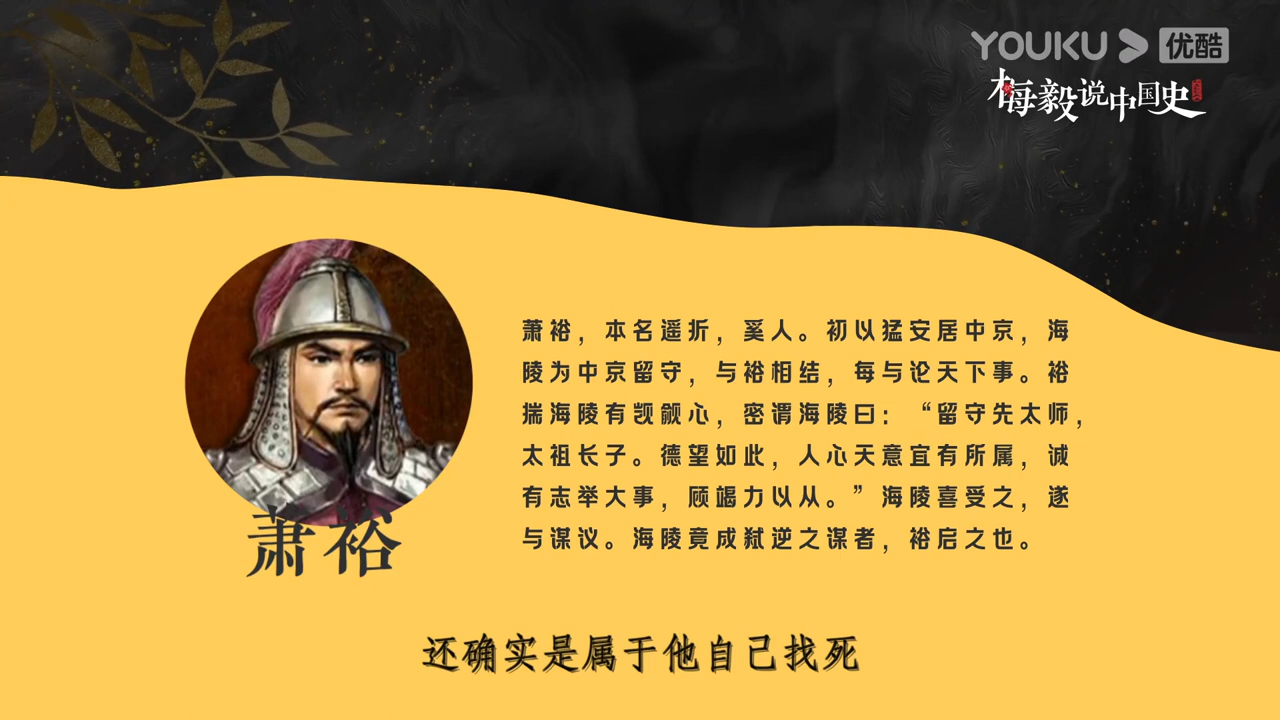 YOUKU 优酷
梅毅说中国史
萧裕，本名遥折，奚人。初以猛安居中京，海
陵为中京留守，与裕相结，每与论天下事。裕
揣海陵有觊觎心，密谓海陵曰：“留守先太师，
太祖长子。德望如此，人心天意宜有所属，诚
有志举大事，顾竭力以从。”海陵喜受之，遂
与谋议。海陵竟成弑逆之谋者，裕启之也。
萧裕
还确实是属于他自己找死